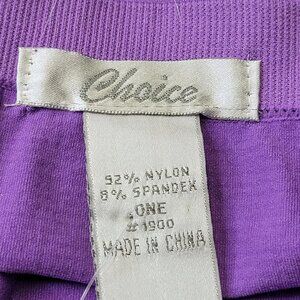 Choice
92% NYLON
8% SPANDEX
ONE
#1900
MADE IN CHINA